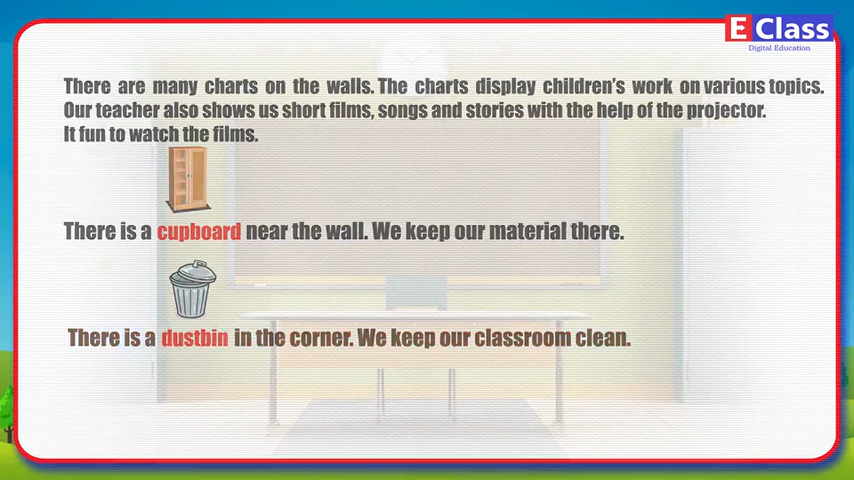 E Class
Digital Education
There are many charts on the walls. The charts display children's work on various topics.
Our teacher also shows us short films, songs and stories with the help of the projector.
It fun to watch the films.
There is a cupboard near the wall. We keep our material there.
There is a dustbin in the corner. We keep our classroom clean.